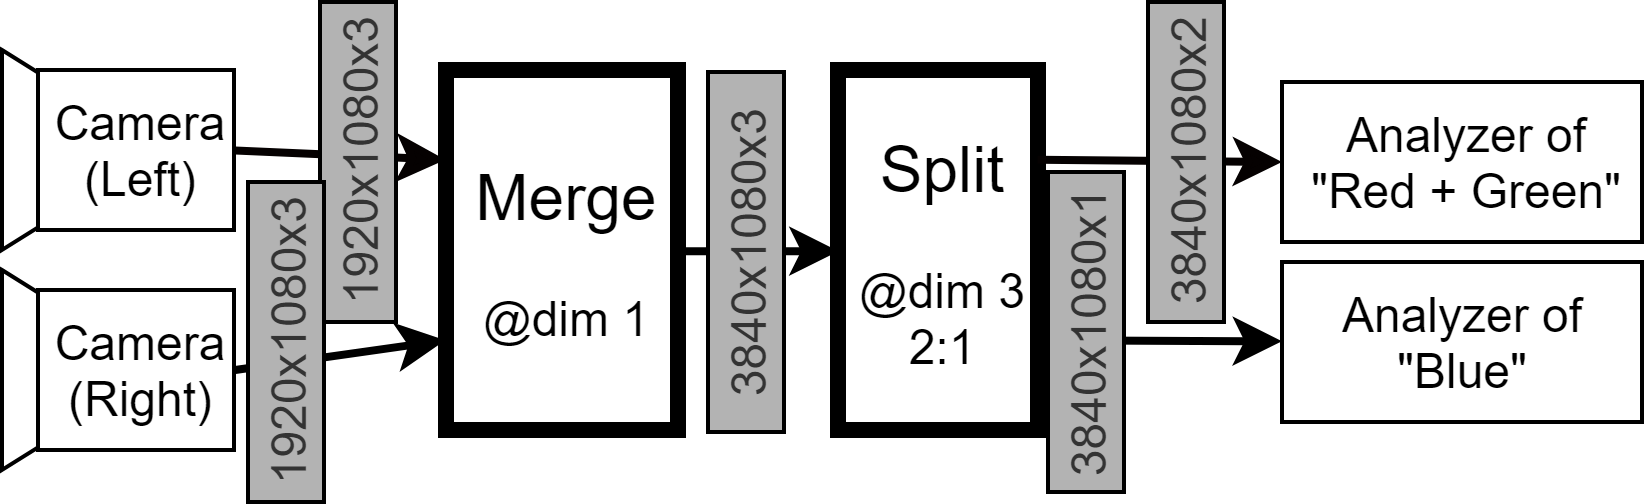 Camera
(Left)
1920x1080x3
Camera
(Right)
1920x1080x3
Merge
@dim 1
3840x1080x3
Split
@dim 3
2:1
3840x1080x2
3840x1080x1
Analyzer of
"Red + Green"
Analyzer of
"Blue"